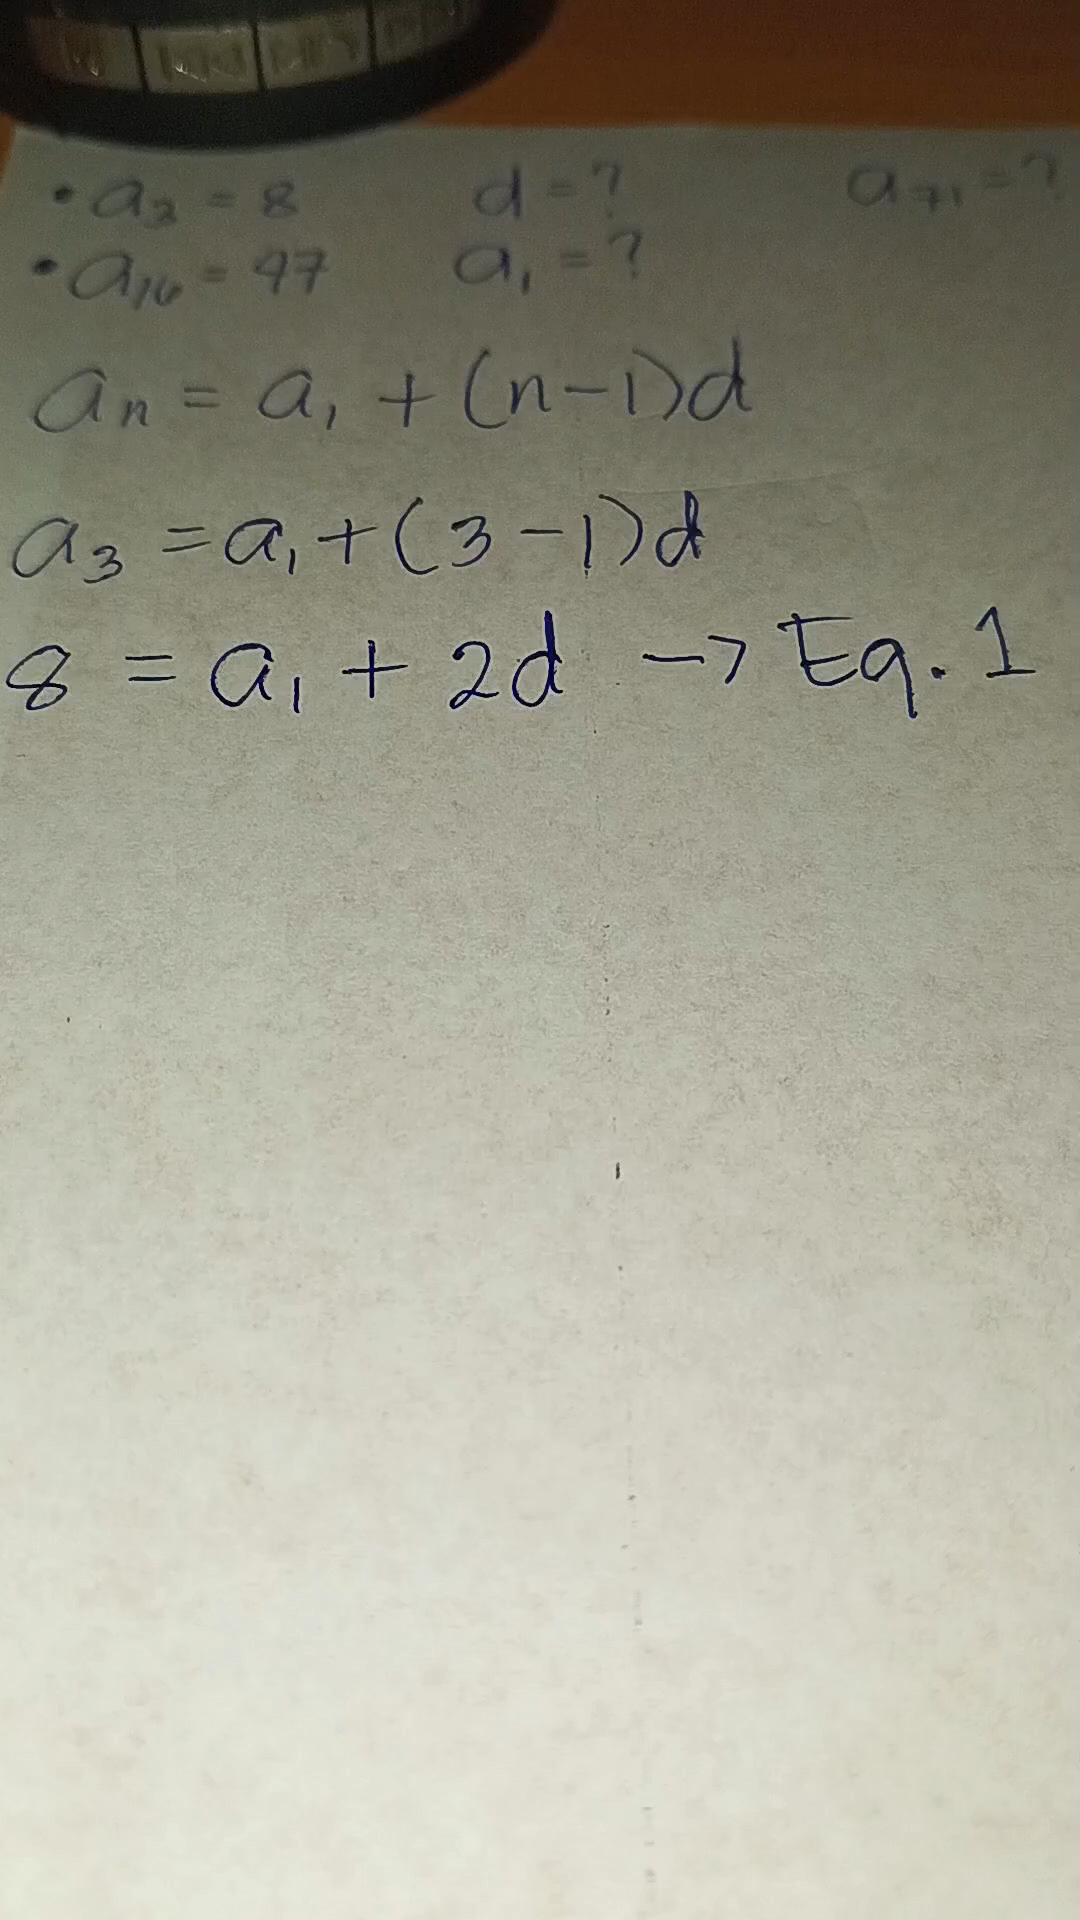 • a₃ = 8 d = ? a₇₁ = ?
• a₁₆ = 47 a₁ = ?
aₙ = a₁ + (n-1)d
a₃ = a₁ + (3-1)d
8 = a₁ + 2d → Eq. 1